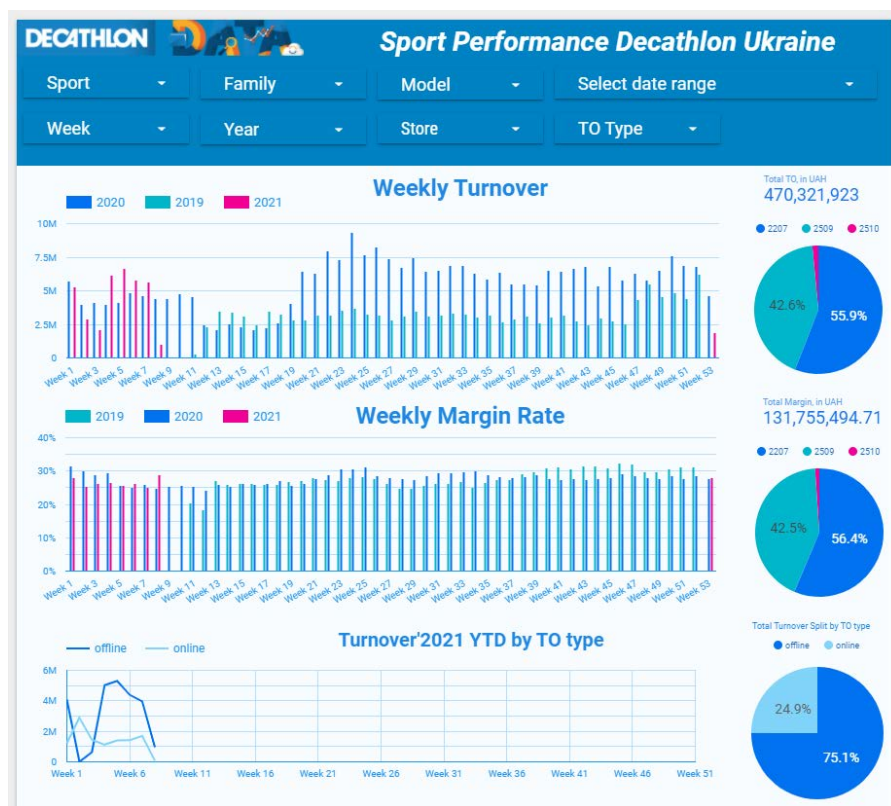 DECATHLON DATA Sport Performance Decathlon Ukraine
Sport Family Model Select date range
Week Year Store TO Type
Weekly Turnover
2020 2019 2021
10M
7.5M
5M
2.5M
0
Week 1 Week 3 Week 5 Week 7 Week 9 Week 11 Week 13 Week 15 Week 17 Week 19 Week 21 Week 23 Week 25 Week 27 Week 29 Week 31 Week 33 Week 35 Week 37 Week 39 Week 41 Week 43 Week 45 Week 47 Week 49 Week 51 Week 53
Total TO, in UAH
470,321,923
2207 2509 2510
42.6% 55.9%
Weekly Margin Rate
2019 2020 2021
40%
30%
20%
10%
0%
Week 1 Week 3 Week 5 Week 7 Week 9 Week 11 Week 13 Week 15 Week 17 Week 19 Week 21 Week 23 Week 25 Week 27 Week 29 Week 31 Week 33 Week 35 Week 37 Week 39 Week 41 Week 43 Week 45 Week 47 Week 49 Week 51 Week 53
Total Margin, in UAH
131,755,494.71
2207 2509 2510
42.5% 56.4%
Turnover'2021 YTD by TO type
offline online
6M
4M
2M
0
Week 1 Week 6 Week 11 Week 16 Week 21 Week 26 Week 31 Week 36 Week 41 Week 46 Week 51
Total Turnover Split by TO type
offline online
24.9%
75.1%